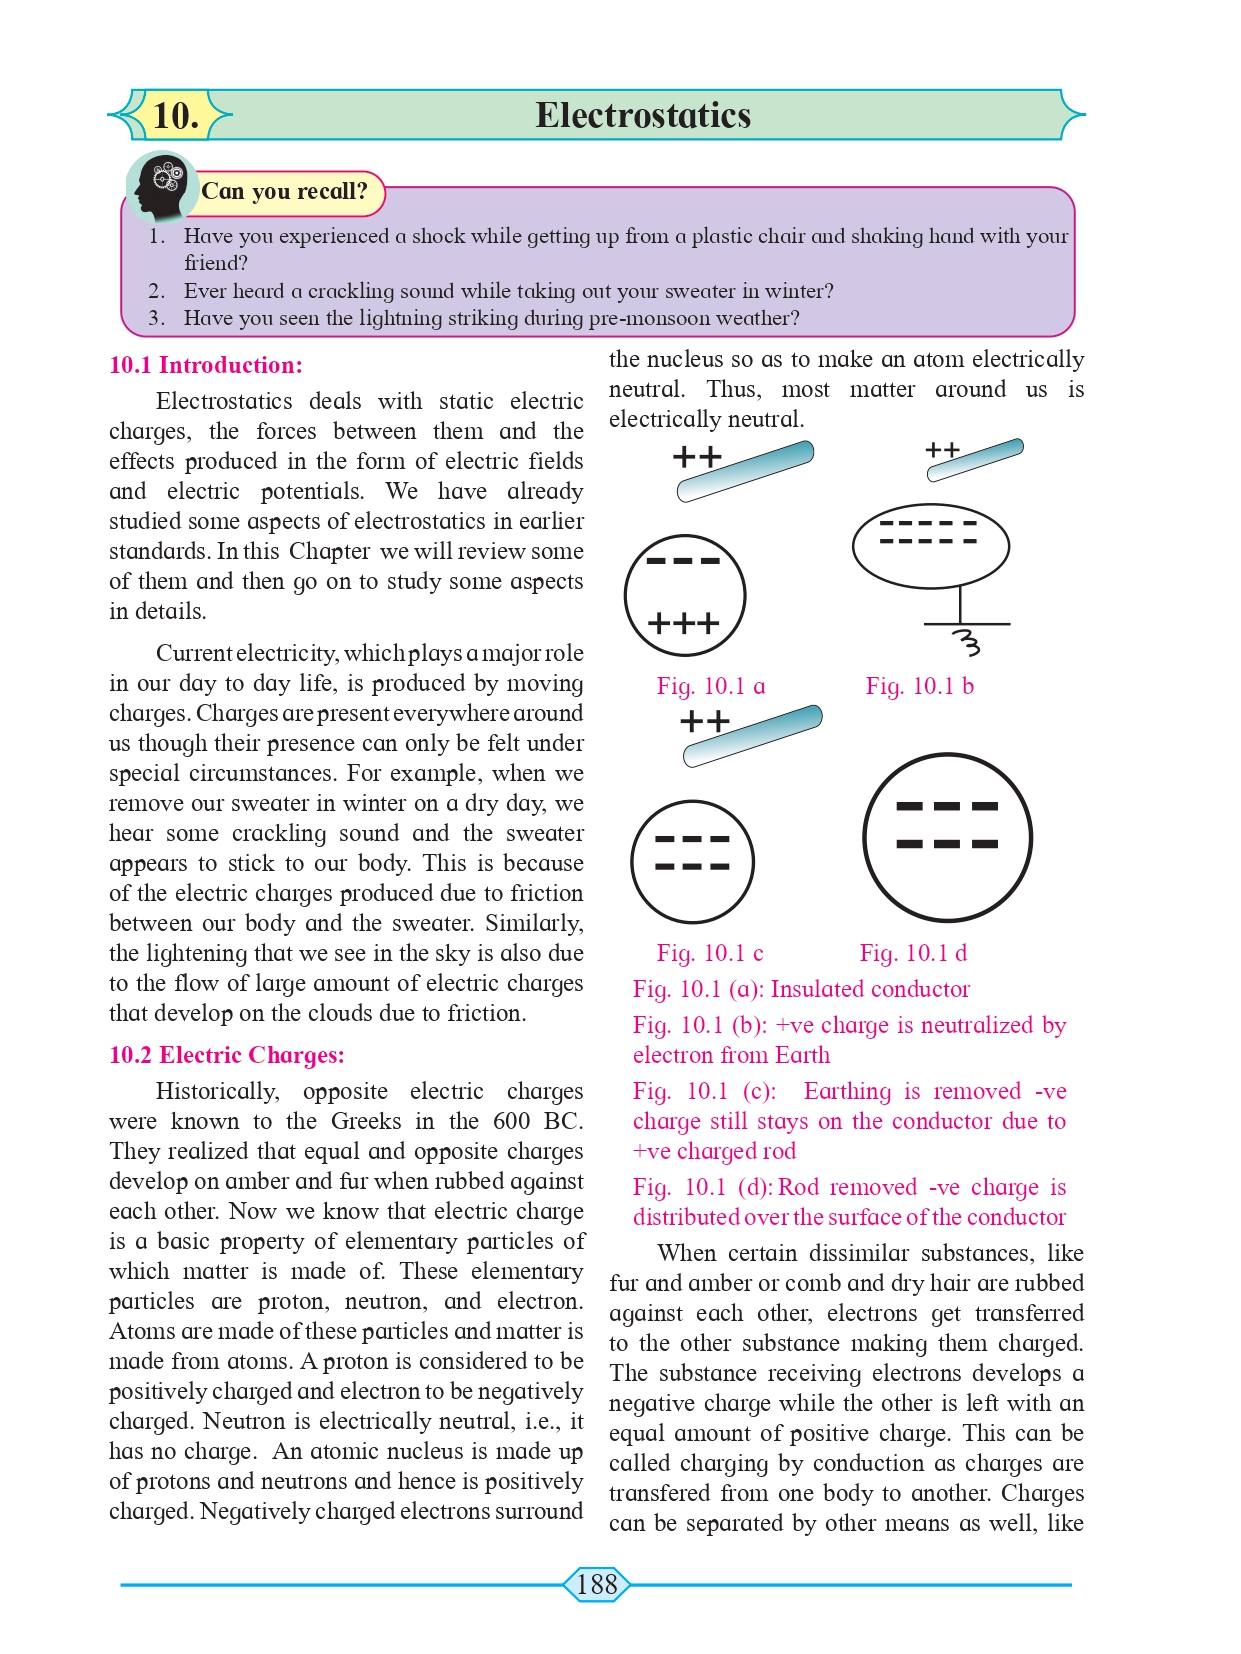 10.
Electrostatics
Can you recall?
1. Have you experienced a shock while getting up from a plastic chair and shaking hand with your
friend?
2. Ever heard a crackling sound while taking out your sweater in winter?
3. Have you seen the lightning striking during pre-monsoon weather?
10.1 Introduction:
Electrostatics deals with static electric
charges, the forces between them and the
effects produced in the form of electric fields
and electric potentials. We have already
studied some aspects of electrostatics in earlier
standards. In this Chapter we will review some
of them and then go on to study some aspects
in details.
Current electricity, which plays a major role
in our day to day life, is produced by moving
charges. Charges are present everywhere around
us though their presence can only be felt under
special circumstances. For example, when we
remove our sweater in winter on a dry day, we
hear some crackling sound and the sweater
appears to stick to our body. This is because
of the electric charges produced due to friction
between our body and the sweater. Similarly,
the lightening that we see in the sky is also due
to the flow of large amount of electric charges
that develop on the clouds due to friction.
10.2 Electric Charges:
Historically, opposite electric charges
were known to the Greeks in the 600 BC.
They realized that equal and opposite charges
develop on amber and fur when rubbed against
each other. Now we know that electric charge
is a basic property of elementary particles of
which matter is made of. These elementary
particles are proton, neutron, and electron.
Atoms are made of these particles and matter is
made from atoms. A proton is considered to be
positively charged and electron to be negatively
charged. Neutron is electrically neutral, i.e., it
has no charge. An atomic nucleus is made up
of protons and neutrons and hence is positively
charged. Negatively charged electrons surround
the nucleus so as to make an atom electrically
neutral. Thus, most matter around us is
electrically neutral.
++
++
– – –
+++
– – – – –
– – – – –
Fig. 10.1 a
Fig. 10.1 b
++
– – –
– – –
– – –
– – –
Fig. 10.1 c
Fig. 10.1 d
Fig. 10.1 (a): Insulated conductor
Fig. 10.1 (b): +ve charge is neutralized by
electron from Earth
Fig. 10.1 (c): Earthing is removed -ve
charge still stays on the conductor due to
+ve charged rod
Fig. 10.1 (d): Rod removed -ve charge is
distributed over the surface of the conductor
When certain dissimilar substances, like
fur and amber or comb and dry hair are rubbed
against each other, electrons get transferred
to the other substance making them charged.
The substance receiving electrons develops a
negative charge while the other is left with an
equal amount of positive charge. This can be
called charging by conduction as charges are
transfered from one body to another. Charges
can be separated by other means as well, like
188